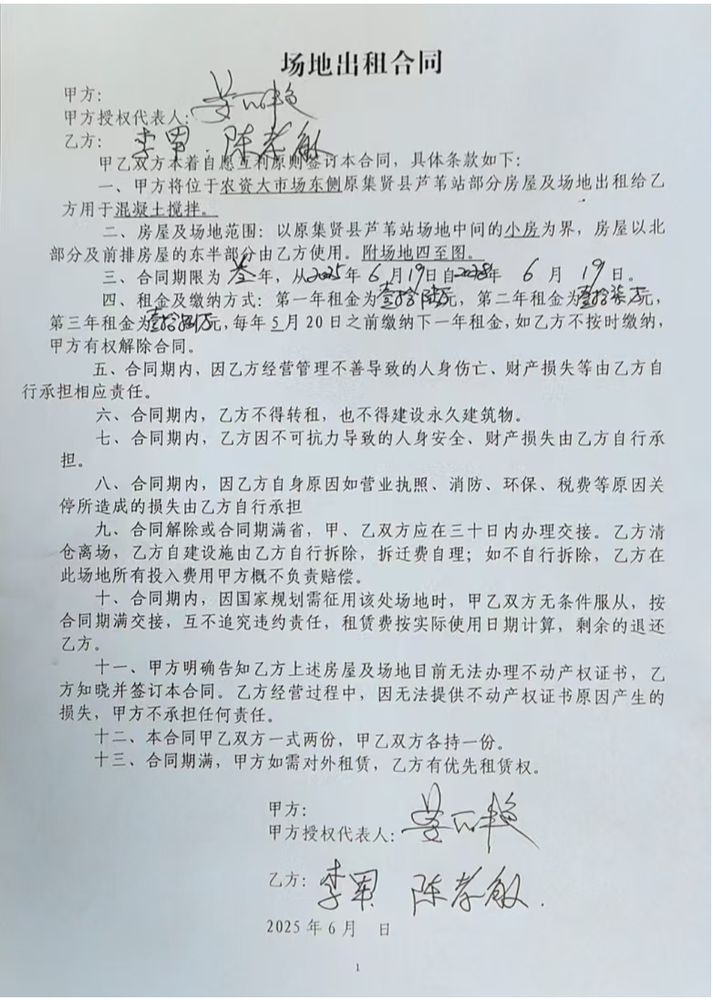 场地出租合同
甲方：
甲方授权代表人：
乙方：李军. 陈孝敏
甲乙双方本着自愿互利原则签订本合同，具体条款如下：
一、甲方将位于农资大市场东侧原集贤县芦苇站部分房屋及场地出租给乙
方用于混凝土搅拌。
二、房屋及场地范围：以原集贤县芦苇站场地中间的小房为界，房屋以北
部分及前排房屋的东半部分由乙方使用。附场地四至图。
三、合同期限为叁年，从2025年6月19日自2028年 6 月 19 日。
四、租金及缴纳方式：第一年租金为壹拾陆万元，第二年租金为壹拾柒万元，
第三年租金为壹拾捌万元，每年5月20日之前缴纳下一年租金，如乙方不按时缴纳，
甲方有权解除合同。
五、合同期内，因乙方经营管理不善导致的人身伤亡、财产损失等由乙方自
行承担相应责任。
六、合同期内，乙方不得转租，也不得建设永久建筑物。
七、合同期内，乙方因不可抗力导致的人身安全、财产损失由乙方自行承
担。
八、合同期内，因乙方自身原因如营业执照、消防、环保、税费等原因关
停所造成的损失由乙方自行承担
九、合同解除或合同期满省，甲、乙双方应在三十日内办理交接。乙方清
仓离场，乙方自建设施由乙方自行拆除，拆迁费自理；如不自行拆除，乙方在
此场地所有投入费用甲方概不负责赔偿。
十、合同期内，因国家规划需征用该处场地时，甲乙双方无条件服从，按
合同期满交接，互不追究违约责任，租赁费按实际使用日期计算，剩余的退还
乙方。
十一、甲方明确告知乙方上述房屋及场地目前无法办理不动产权证书，乙
方知晓并签订本合同。乙方经营过程中，因无法提供不动产权证书原因产生的
损失，甲方不承担任何责任。
十二、本合同甲乙双方一式两份，甲乙双方各持一份。
十三、合同期满，甲方如需对外租赁，乙方有优先租赁权。
甲方：
甲方授权代表人：
乙方：李军 陈孝敏.
2025年6月 日
1